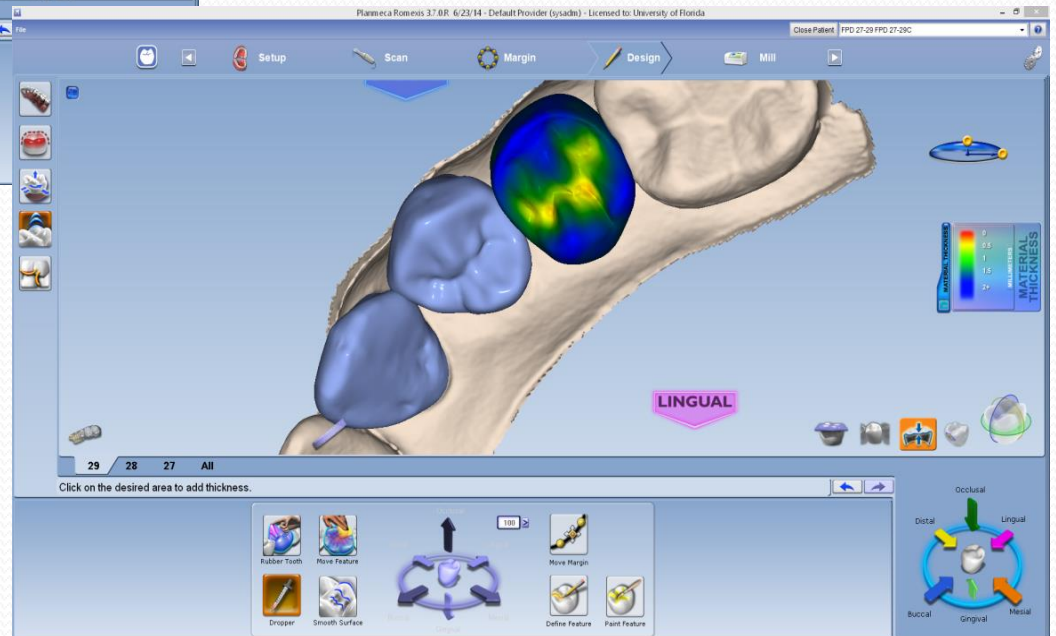 Planmeca Romexis 3.7.0.R 6/23/14 - Default Provider (sysadm) - Licensed to: University of Florida
File
Close Patient FPD 27-29 FPD 27-29C
Setup Scan Margin Design Mill
MATERIAL THICKNESS
0
0.5
1
1.5
2+
MILLIMETERS
MATERIAL THICKNESS
LINGUAL
29 28 27 All
Click on the desired area to add thickness.
Rubber Tooth Move Feature
Dropper Smooth Surface
100
Move Margin
Define Feature Paint Feature
Occlusal
Distal Lingual
Buccal Mesial
Gingival